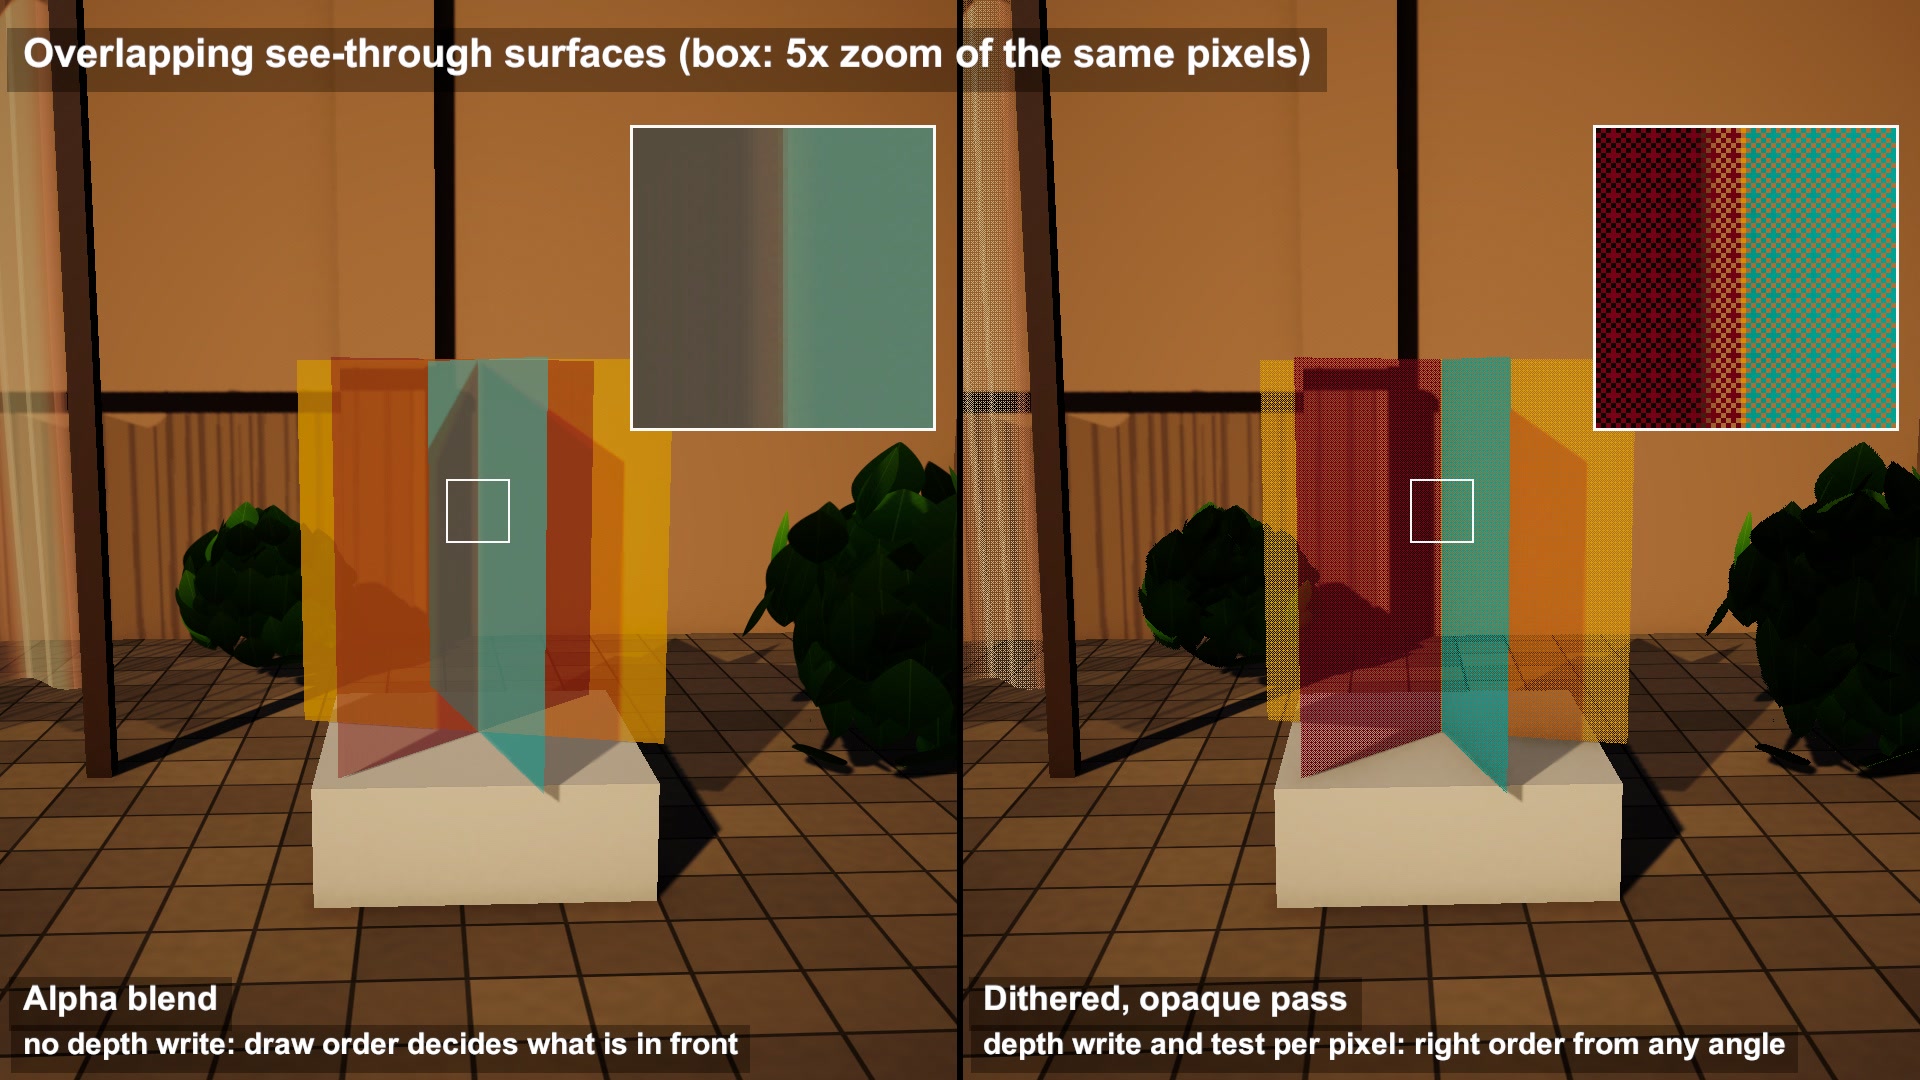 Overlapping see-through surfaces (box: 5x zoom of the same pixels)
Alpha blend
no depth write: draw order decides what is in front
Dithered, opaque pass
depth write and test per pixel: right order from any angle